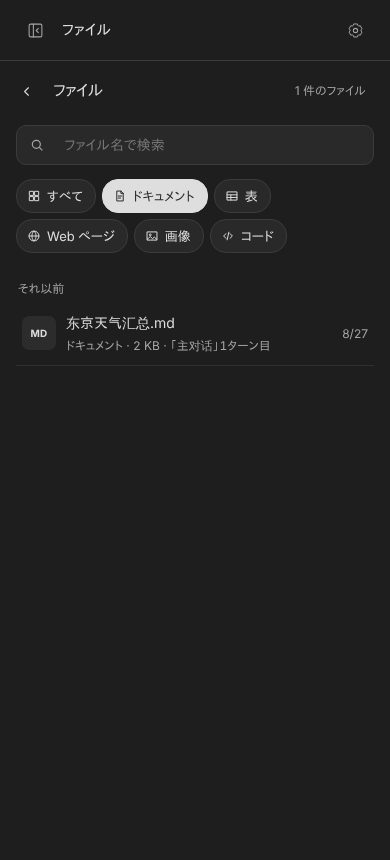 ファイル
ファイル
1 件のファイル
ファイル名で検索
すべて
ドキュメント
表
Web ページ
画像
コード
それ以前
MD
东京天气汇总.md
8/27
ドキュメント · 2 KB ·「主对话」1ターン目